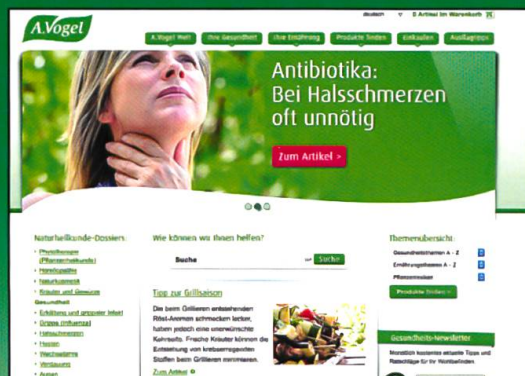 deutsch
0 Artikel im Warenkorb
A.Vogel
A.Vogel Welt
Ihre Gesundheit
Ihre Ernährung
Produkte finden
Einkaufen
Antibiotika:
Bei Halsschmerzen
oft unnötig
Zum Artikel >
Naturheilkunde-Dossiers:
Phytotherapie
(Pflanzenheilkunde)
Homöopathie
Naturkosmetik
Kräuter und Gewürze
Gesundheit
Erkältung und grippaler Infekt
Grippe (Influenza)
Halsschmerzen
Husten
Wechseljahre
Verdauung
Wie können wir Ihnen helfen?
Suche
Suche
Tipp zur Grillsaison
Die beim Grillieren entstehenden
Röst-Aromen schmecken lecker,
haben jedoch eine unerwünschte
Kehrseite. Frische Kräuter können die
Entstehung von krebserregenden
Stoffen beim Grillieren minimieren.
Zum Artikel
Themenübersicht:
Gesundheitsthemen A - Z
Ernährungsthemen A - Z
Pflanzenlexikon
Produkte finden >
Gesundheits-Newsletter
Monatlich kostenlos aktuelle Tipps und
Ratschläge für Ihr Wohlbefinden.